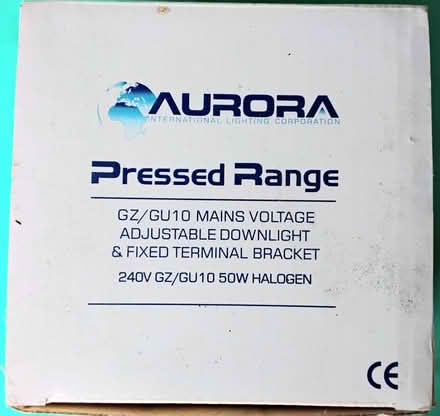 AURORA
INTERNATIONAL LIGHTING CORPORATION
Pressed Range
GZ/GU10 MAINS VOLTAGE
ADJUSTABLE DOWNLIGHT
& FIXED TERMINAL BRACKET
240V GZ/GU10 50W HALOGEN
CE